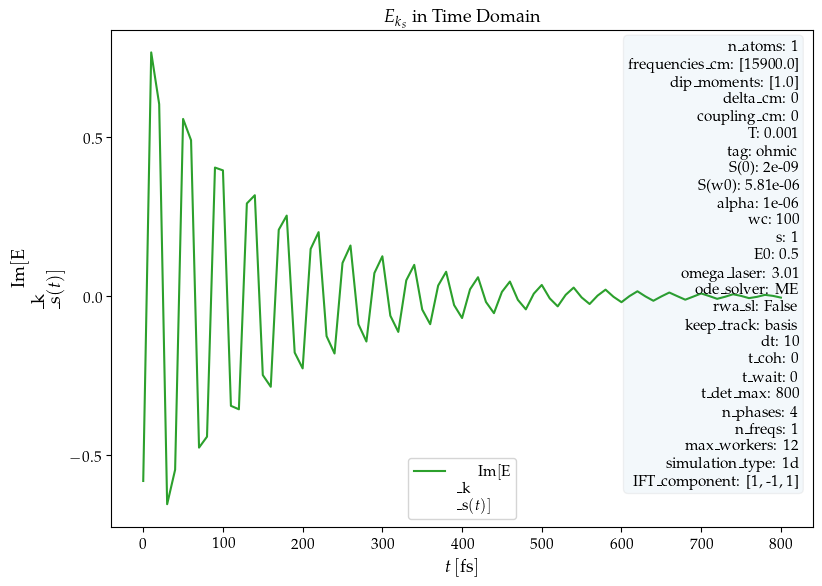 $E_{k_s}$ in Time Domain
n_atoms: 1
frequencies_cm: [15900.0]
dip_moments: [1.0]
delta_cm: 0
coupling_cm: 0
T: 0.001
tag: ohmic
S(0): 2e-09
S(w0): 5.81e-06
alpha: 1e-06
wc: 100
s: 1
E0: 0.5
omega_laser: 3.01
ode_solver: ME
rwa_sl: False
keep_track: basis
dt: 10
t_coh: 0
t_wait: 0
t_det_max: 800
n_phases: 4
n_freqs: 1
max_workers: 12
simulation_type: 1d
IFT_component: [1, -1, 1]
Im[E
_k
_s(t)]
0.5
0.0
−0.5
Im[E
_k
_s(t)]
0 100 200 300 400 500 600 700 800
t [fs]